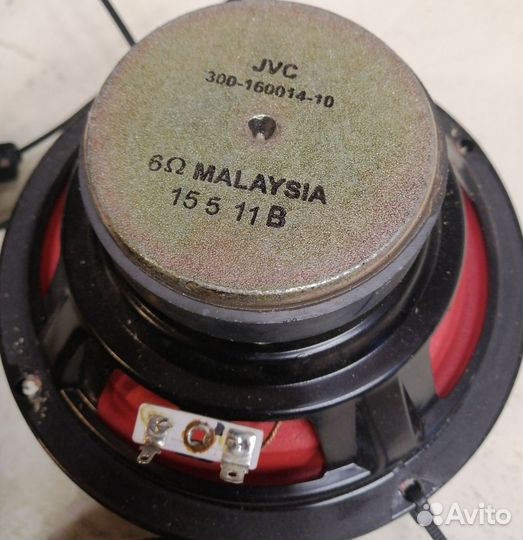 JVC
300-160014-10
6Ω MALAYSIA
15 5 11 B
Avito